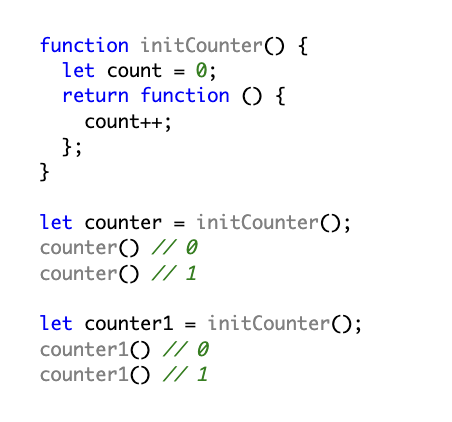 function initCounter() {
  let count = 0;
  return function () {
    count++;
  };
}

let counter = initCounter();
counter() // 0
counter() // 1

let counter1 = initCounter();
counter1() // 0
counter1() // 1